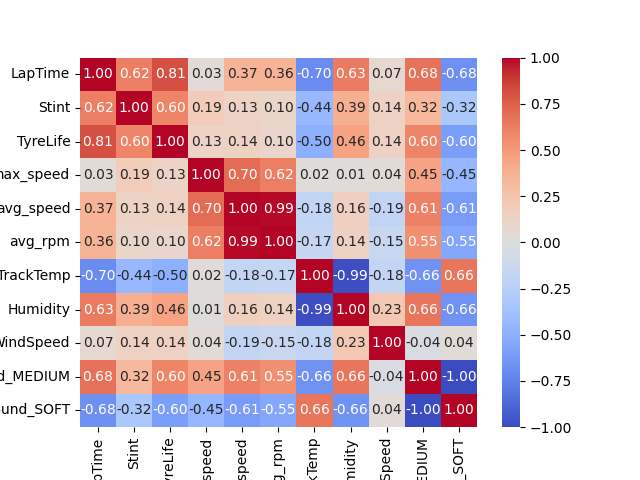 LapTime 1.00 0.62 0.81 0.03 0.37 0.36 -0.70 0.63 0.07 0.68 -0.68
Stint 0.62 1.00 0.60 0.19 0.13 0.10 -0.44 0.39 0.14 0.32 -0.32
TyreLife 0.81 0.60 1.00 0.13 0.14 0.10 -0.50 0.46 0.14 0.60 -0.60
nax_speed 0.03 0.19 0.13 1.00 0.70 0.62 0.02 0.01 0.04 0.45 -0.45
avg_speed 0.37 0.13 0.14 0.70 1.00 0.99 -0.18 0.16 -0.19 0.61 -0.61
avg_rpm 0.36 0.10 0.10 0.62 0.99 1.00 -0.17 0.14 -0.15 0.55 -0.55
TrackTemp -0.70 -0.44 -0.50 0.02 -0.18 -0.17 1.00 -0.99 -0.18 -0.66 0.66
Humidity 0.63 0.39 0.46 0.01 0.16 0.14 -0.99 1.00 0.23 0.66 -0.66
WindSpeed 0.07 0.14 0.14 0.04 -0.19 -0.15 -0.18 0.23 1.00 -0.04 0.04
d_MEDIUM 0.68 0.32 0.60 0.45 0.61 0.55 -0.66 0.66 -0.04 1.00 -1.00
ound_SOFT -0.68 -0.32 -0.60 -0.45 -0.61 -0.55 0.66 -0.66 0.04 -1.00 1.00
pTime
Stint
yreLife
speed
speed
g_rpm
kTemp
midity
Speed
EDIUM
_SOFT
1.00
0.75
0.50
0.25
0.00
−0.25
−0.50
−0.75
−1.00